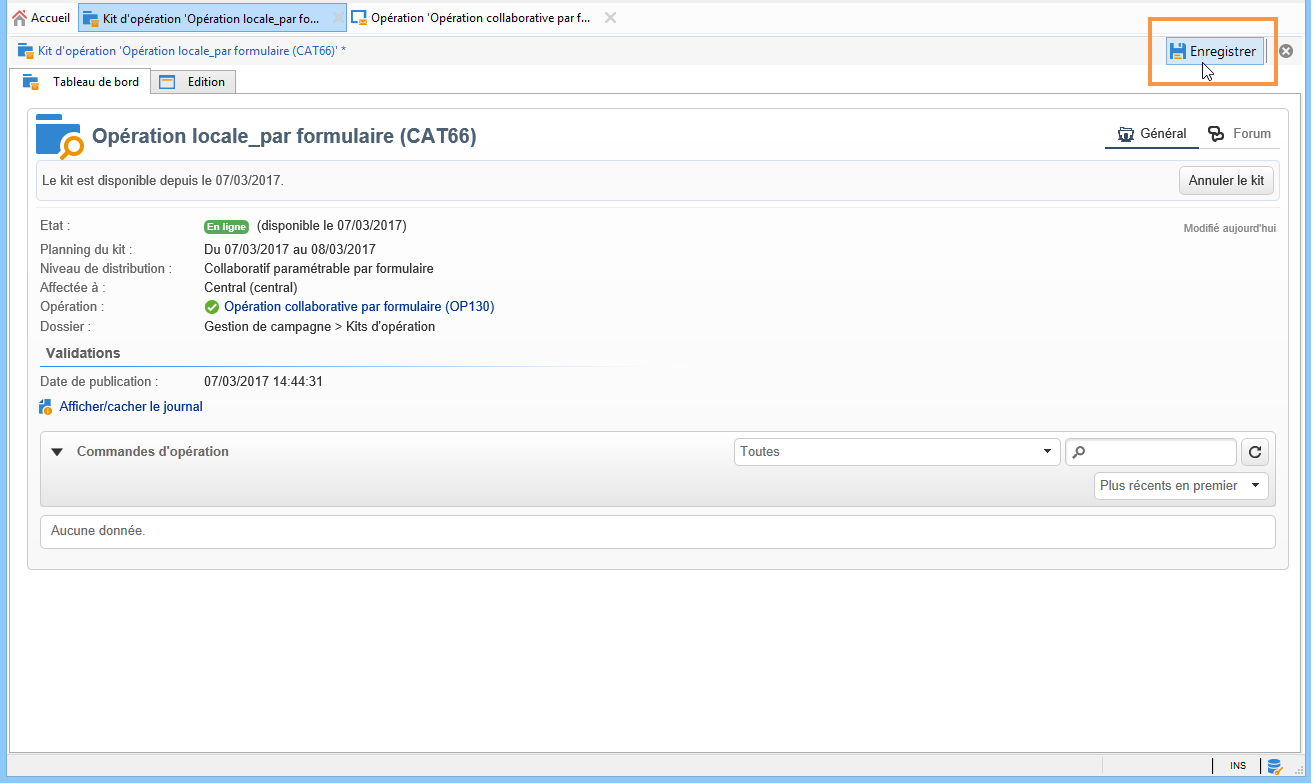 Accueil
Kit d'opération 'Opération locale_par fo...
Opération 'Opération collaborative par f...
Kit d'opération 'Opération locale_par formulaire (CAT66)' *
Enregistrer
Tableau de bord
Edition
Opération locale_par formulaire (CAT66)
Général
Forum
Le kit est disponible depuis le 07/03/2017.
Annuler le kit
Etat :
En ligne (disponible le 07/03/2017)
Modifié aujourd'hui
Planning du kit :
Du 07/03/2017 au 08/03/2017
Niveau de distribution :
Collaboratif paramétrable par formulaire
Affectée à :
Central (central)
Opération :
Opération collaborative par formulaire (OP130)
Dossier :
Gestion de campagne > Kits d'opération
Validations
Date de publication :
07/03/2017 14:44:31
Afficher/cacher le journal
Commandes d'opération
Toutes
Plus récents en premier
Aucune donnée.
INS